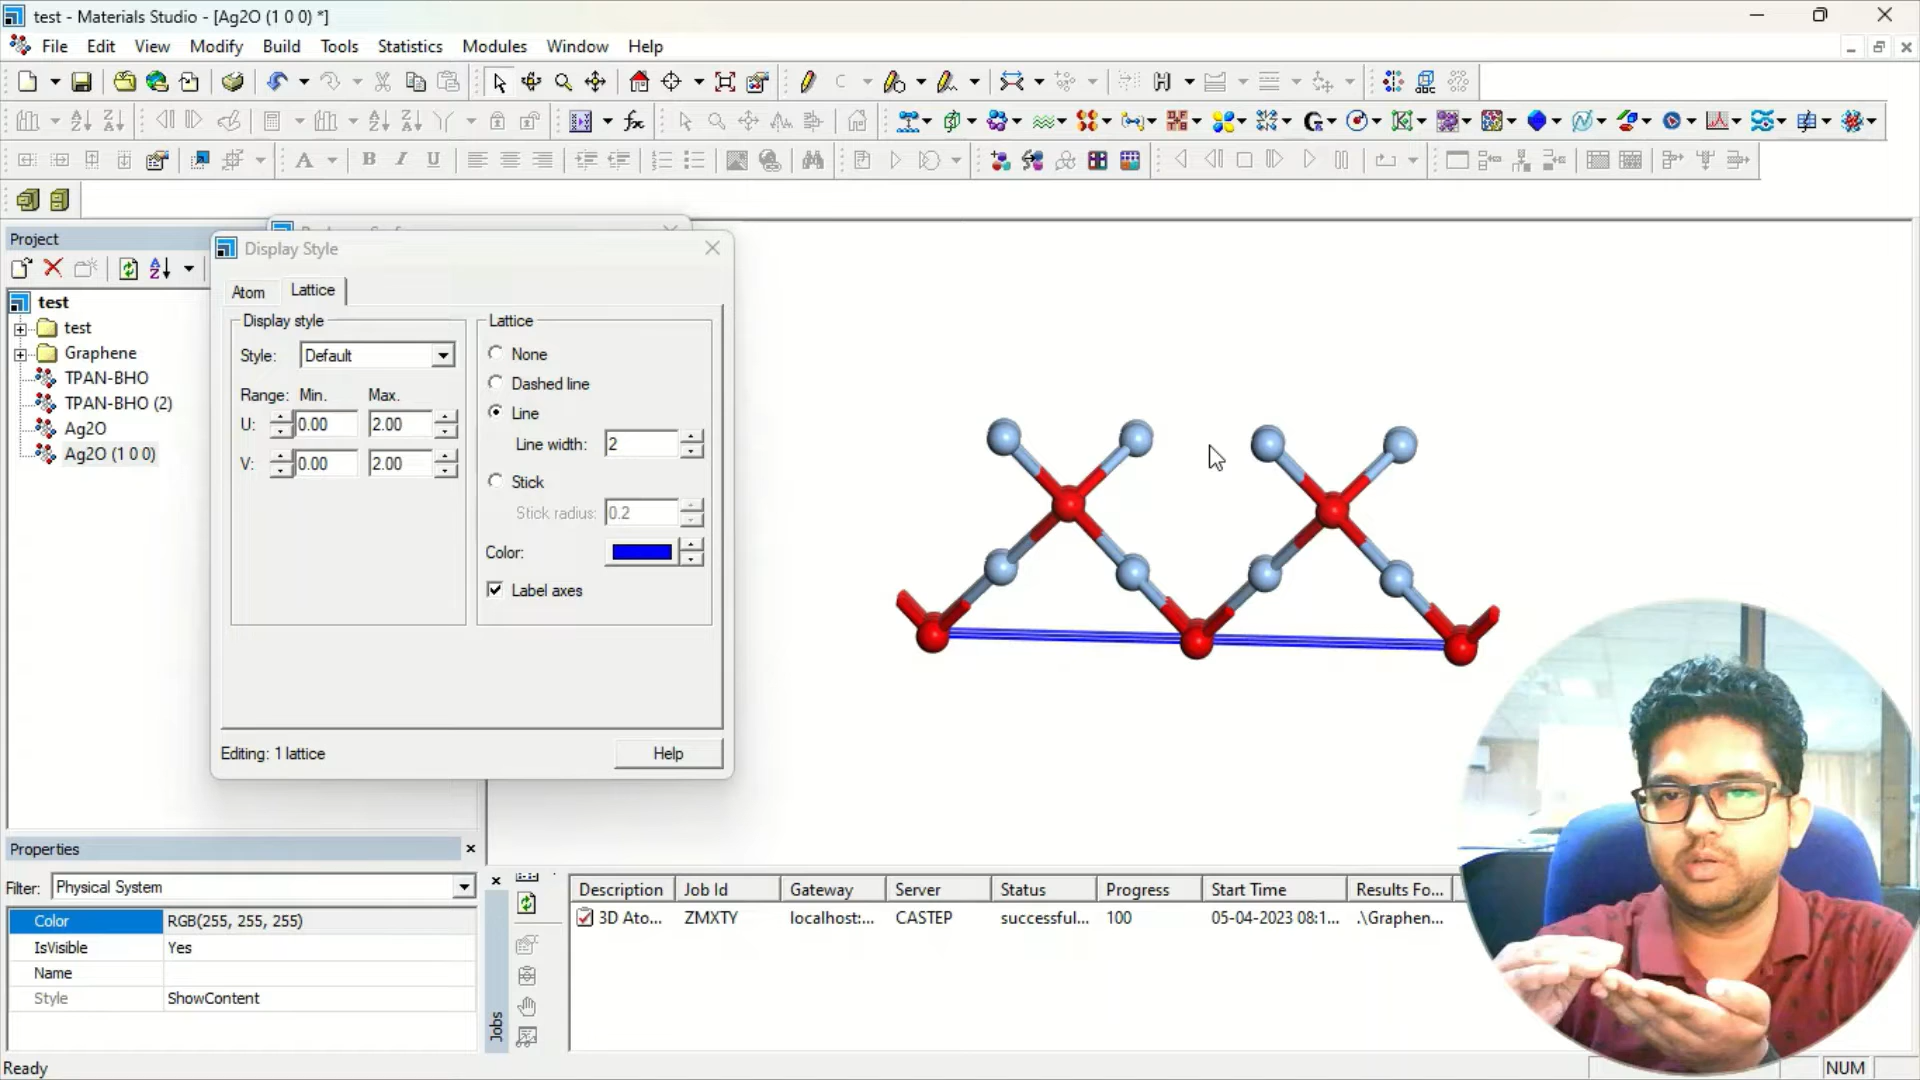 test - Materials Studio - [Ag2O (1 0 0) *]
File Edit View Modify Build Tools Statistics Modules Window Help
Project
Display Style
Atom Lattice
test
test
Graphene
TPAN-BHO
TPAN-BHO (2)
Ag2O
Ag2O (1 0 0)
Display style
Style: Default
Range: Min. Max.
U: 0.00 2.00
V: 0.00 2.00
Lattice
None
Dashed line
Line
Line width: 2
Stick
Stick radius: 0.2
Color:
Label axes
Editing: 1 lattice
Help
Properties
Filter: Physical System
Color RGB(255, 255, 255)
IsVisible Yes
Name
Style ShowContent
Jobs
Description Job Id Gateway Server Status Progress Start Time Results Fo...
3D Ato... ZMXTY localhost:... CASTEP successful... 100 05-04-2023 08:1... .\Graphen...
Ready
NUM